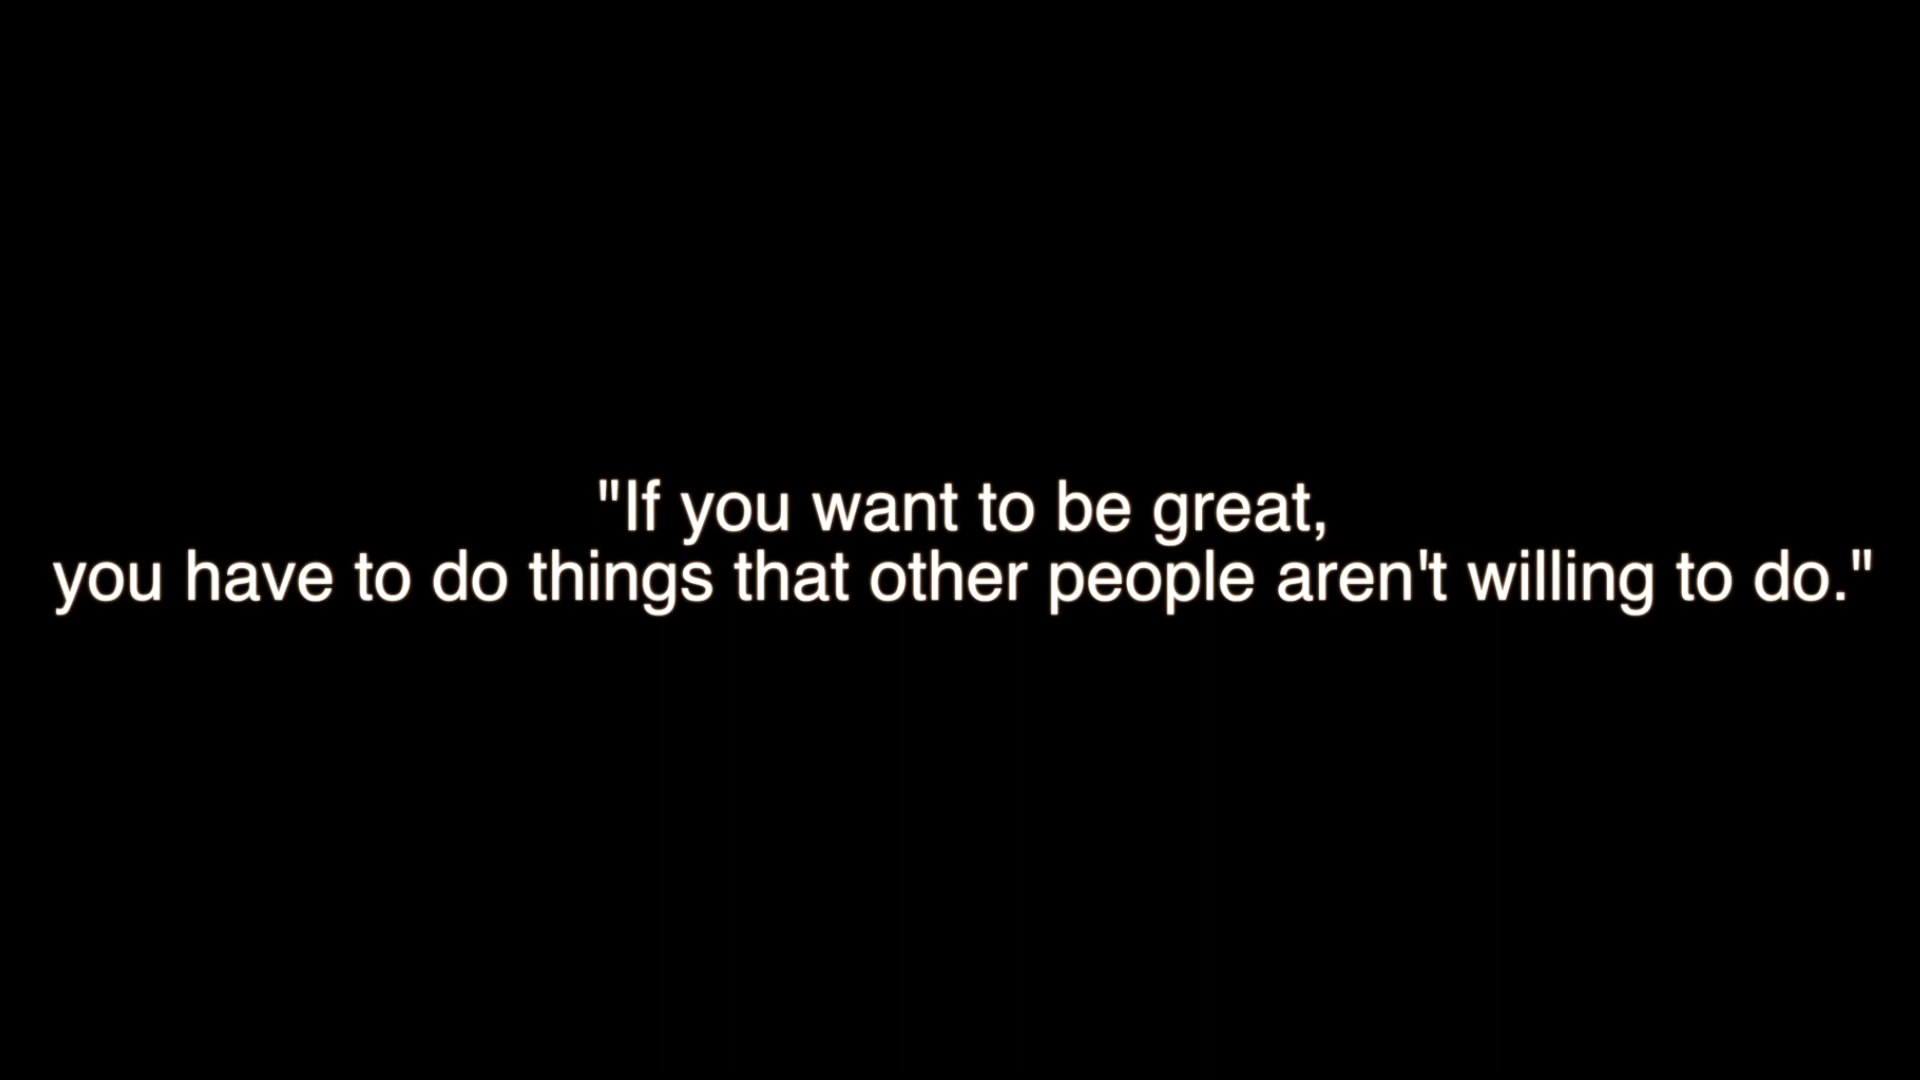 "If you want to be great,
you have to do things that other people aren't willing to do."